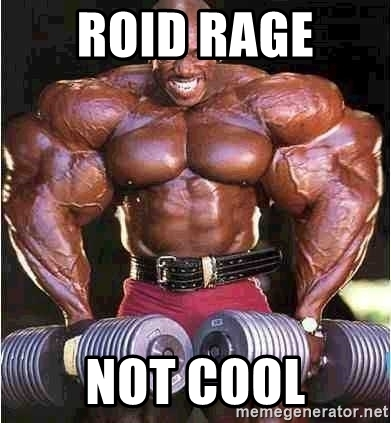 ROID RAGE
NOT COOL
memegenerator.net